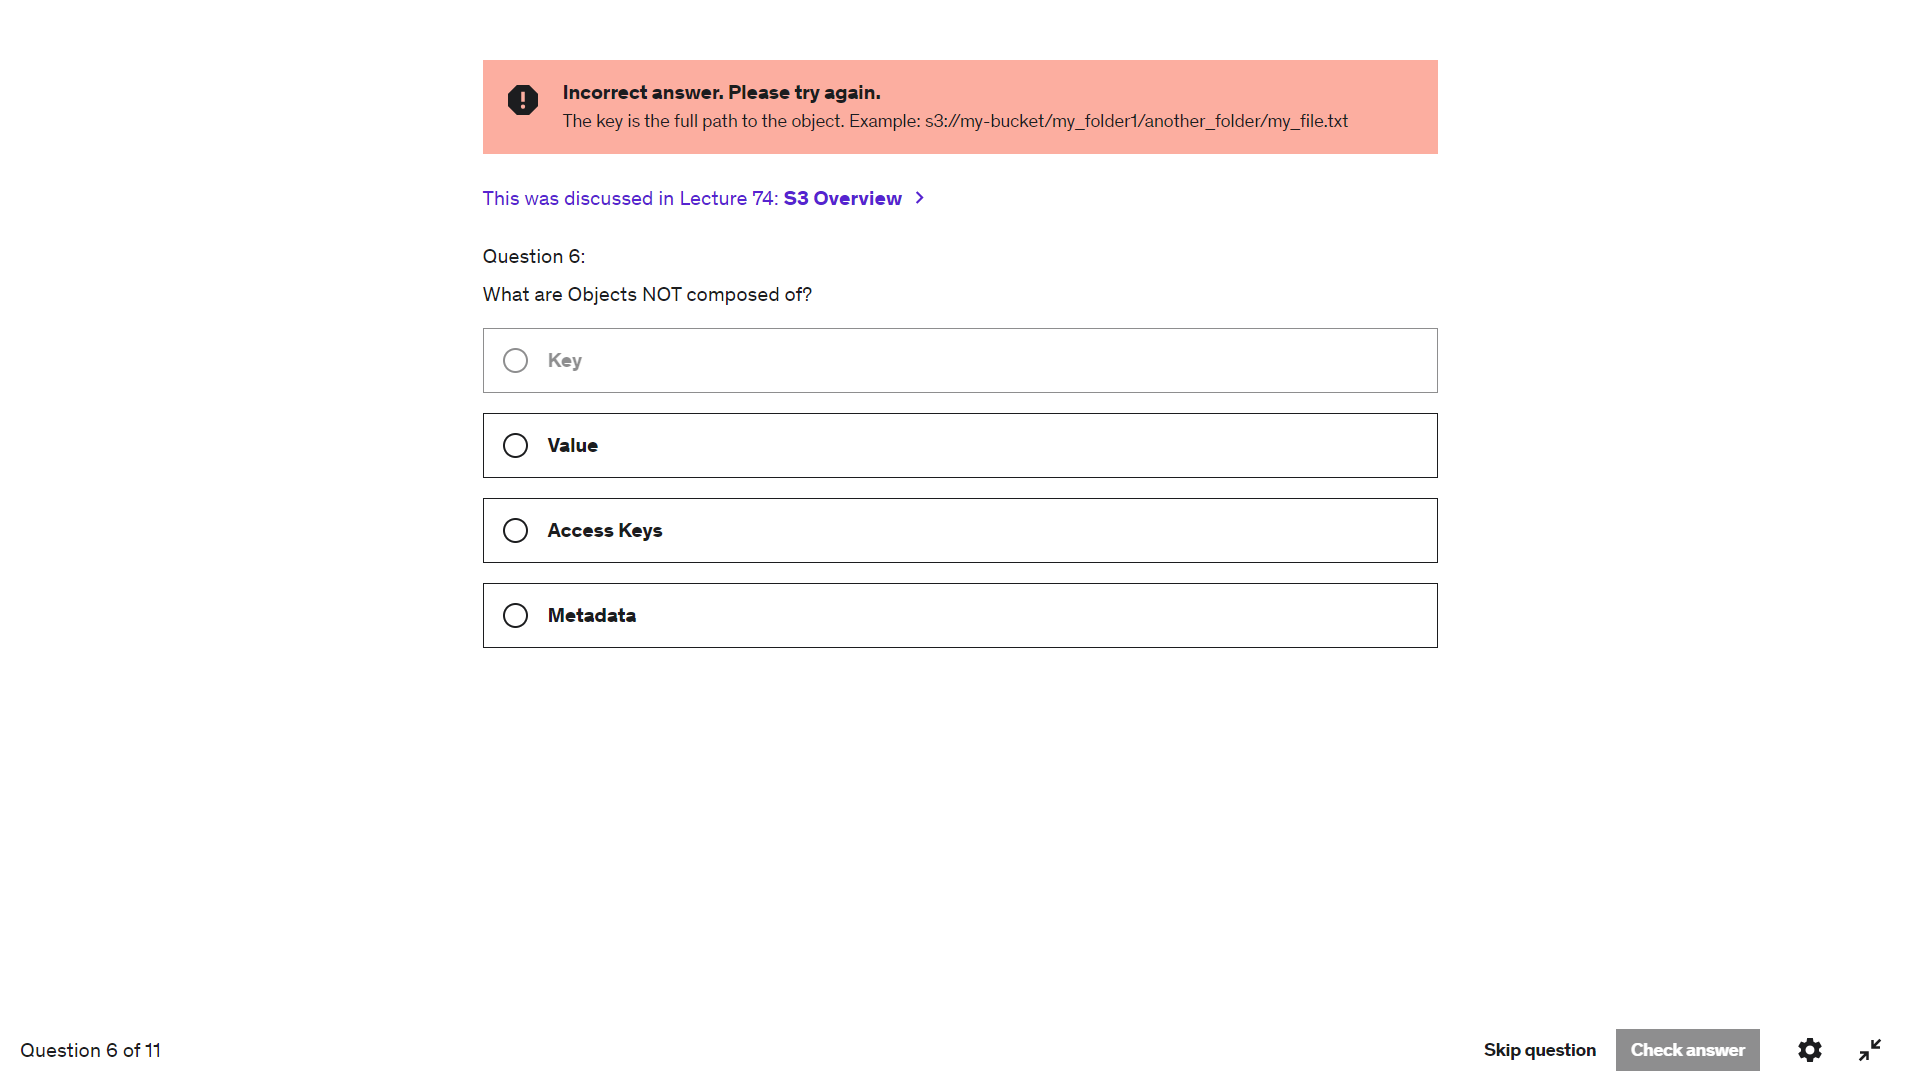 Incorrect answer. Please try again.
The key is the full path to the object. Example: s3://my-bucket/my_folder1/another_folder/my_file.txt
This was discussed in Lecture 74: S3 Overview
Question 6:
What are Objects NOT composed of?
Key
Value
Access Keys
Metadata
Question 6 of 11
Skip question
Check answer